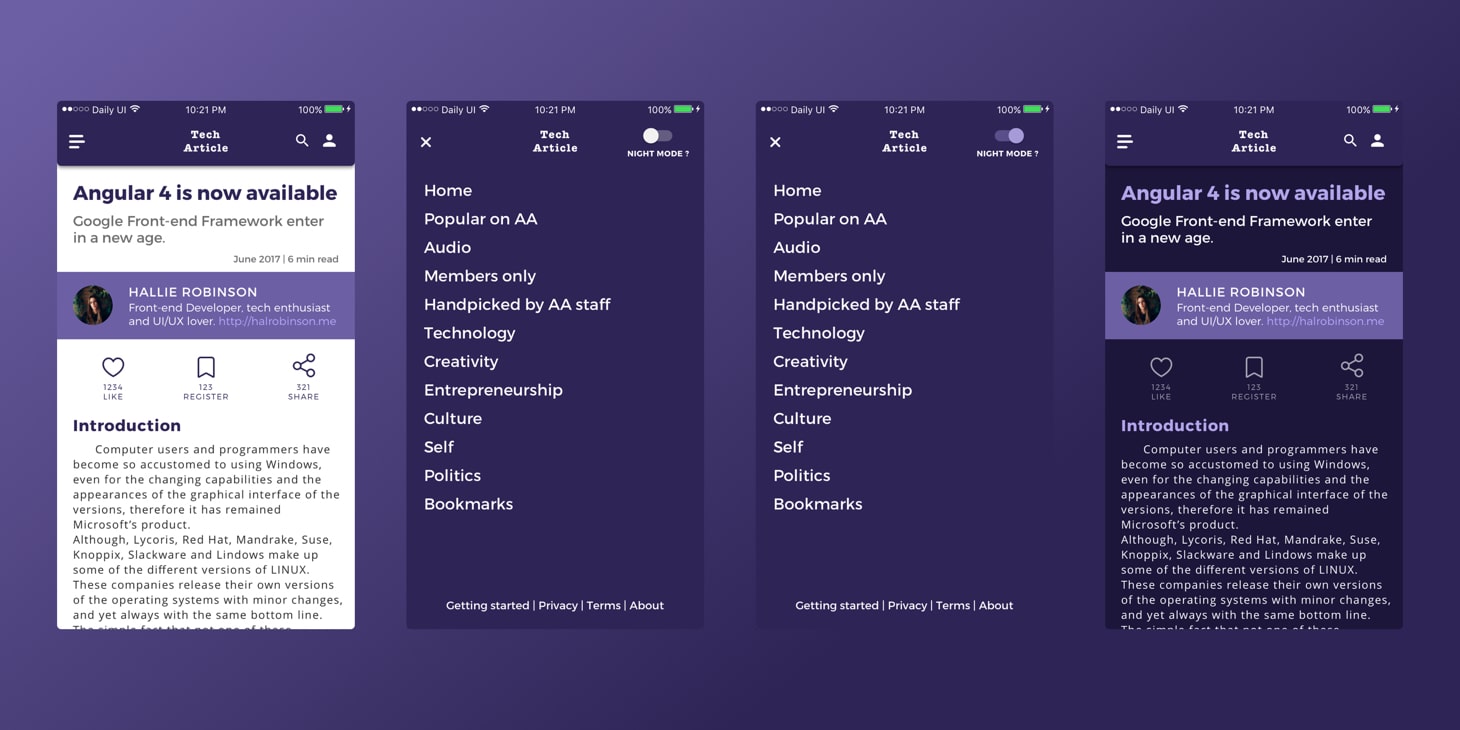 Daily UI 10:21 PM 100%
Tech
Article
Angular 4 is now available
Google Front-end Framework enter
in a new age.
June 2017 | 6 min read
HALLIE ROBINSON
Front-end Developer, tech enthusiast
and UI/UX lover. http://halrobinson.me
1234 123 321
LIKE REGISTER SHARE
Introduction
Computer users and programmers have
become so accustomed to using Windows,
even for the changing capabilities and the
appearances of the graphical interface of the
versions, therefore it has remained
Microsoft's product.
Although, Lycoris, Red Hat, Mandrake, Suse,
Knoppix, Slackware and Lindows make up
some of the different versions of LINUX.
These companies release their own versions
of the operating systems with minor changes,
and yet always with the same bottom line.
The simple fact that not one of these
Daily UI 10:21 PM 100%
Tech
Article
NIGHT MODE ?
Home
Popular on AA
Audio
Members only
Handpicked by AA staff
Technology
Creativity
Entrepreneurship
Culture
Self
Politics
Bookmarks
Getting started | Privacy | Terms | About
Daily UI 10:21 PM 100%
Tech
Article
NIGHT MODE ?
Home
Popular on AA
Audio
Members only
Handpicked by AA staff
Technology
Creativity
Entrepreneurship
Culture
Self
Politics
Bookmarks
Getting started | Privacy | Terms | About
Daily UI 10:21 PM 100%
Tech
Article
Angular 4 is now available
Google Front-end Framework enter
in a new age.
June 2017 | 6 min read
HALLIE ROBINSON
Front-end Developer, tech enthusiast
and UI/UX lover. http://halrobinson.me
1234 123 321
LIKE REGISTER SHARE
Introduction
Computer users and programmers have
become so accustomed to using Windows,
even for the changing capabilities and the
appearances of the graphical interface of the
versions, therefore it has remained
Microsoft's product.
Although, Lycoris, Red Hat, Mandrake, Suse,
Knoppix, Slackware and Lindows make up
some of the different versions of LINUX.
These companies release their own versions
of the operating systems with minor changes,
and yet always with the same bottom line.
The simple fact that not one of these